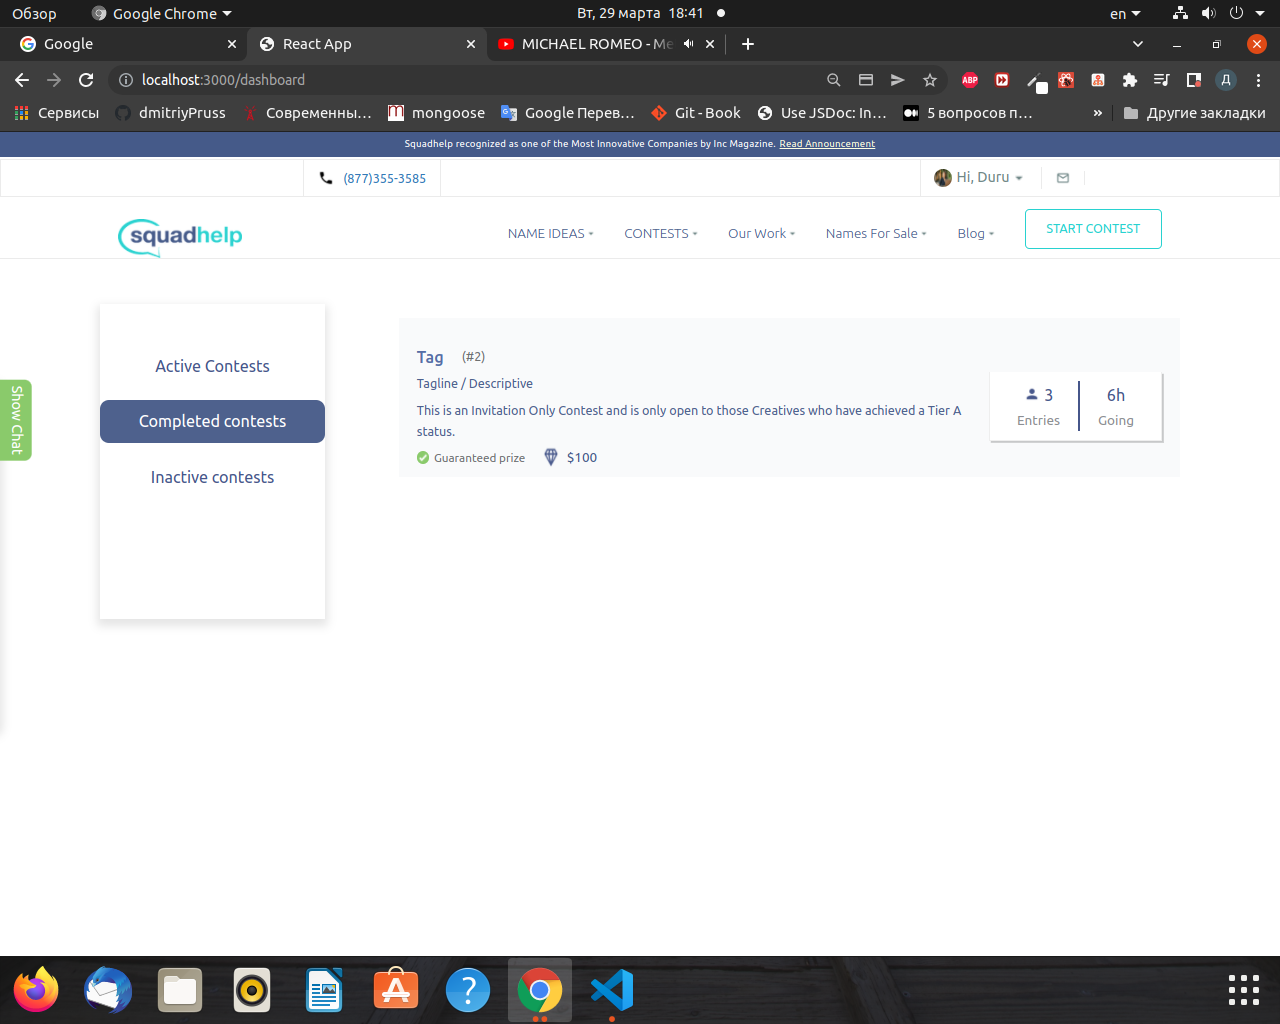 Обзор
Google Chrome
Вт, 29 марта 18:41
en
Google
React App
MICHAEL ROMEO - Me
localhost:3000/dashboard
ABP
Д
Сервисы
dmitriyPruss
Современны…
mongoose
Google Перев…
Git - Book
Use JSDoc: In…
5 вопросов п…
»
Другие закладки
Squadhelp recognized as one of the Most Innovative Companies by Inc Magazine. Read Announcement
(877)355-3585
Hi, Duru
squadhelp
NAME IDEAS
CONTESTS
Our Work
Names For Sale
Blog
START CONTEST
Active Contests
Completed contests
Inactive contests
Show Chat
Tag (#2)
Tagline / Descriptive
This is an Invitation Only Contest and is only open to those Creatives who have achieved a Tier A
status.
Guaranteed prize
$100
3
Entries
6h
Going